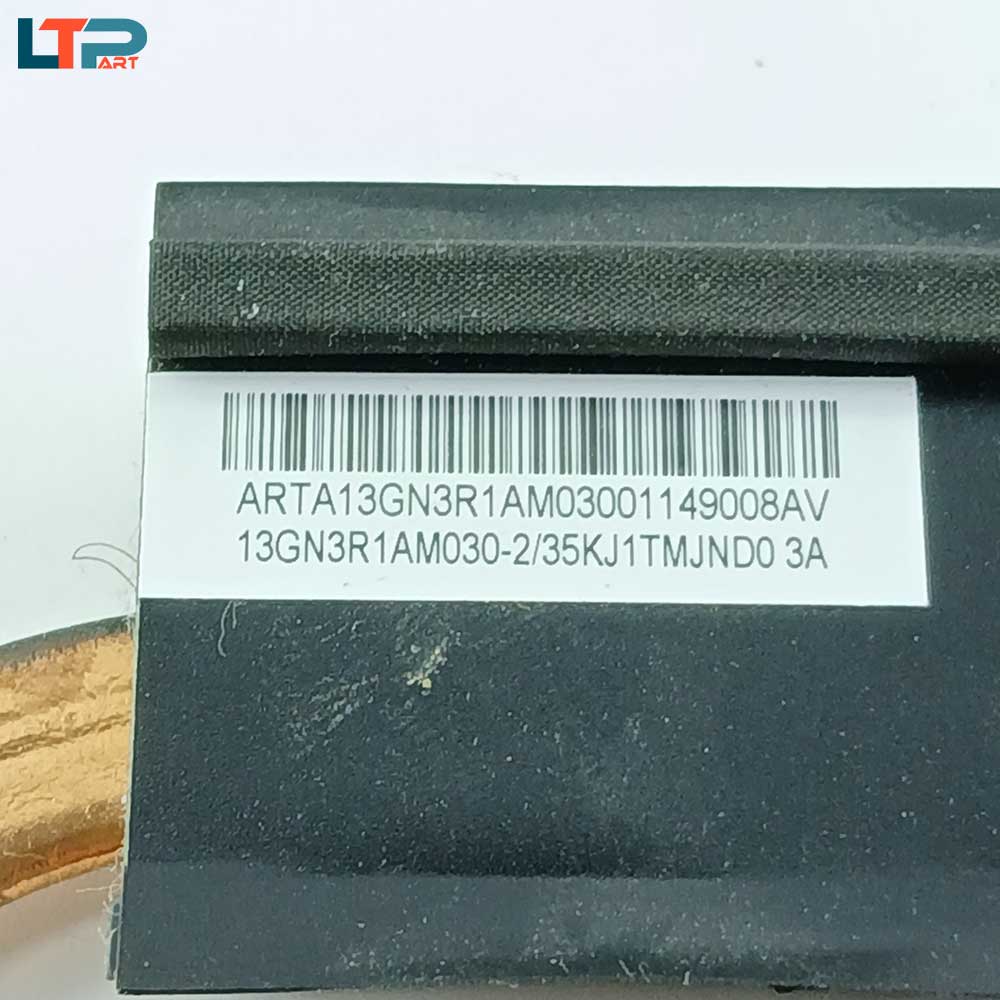 LTPART
ARTA13GN3R1AM03001149008AV
13GN3R1AM030-2/35KJ1TMJND0 3A